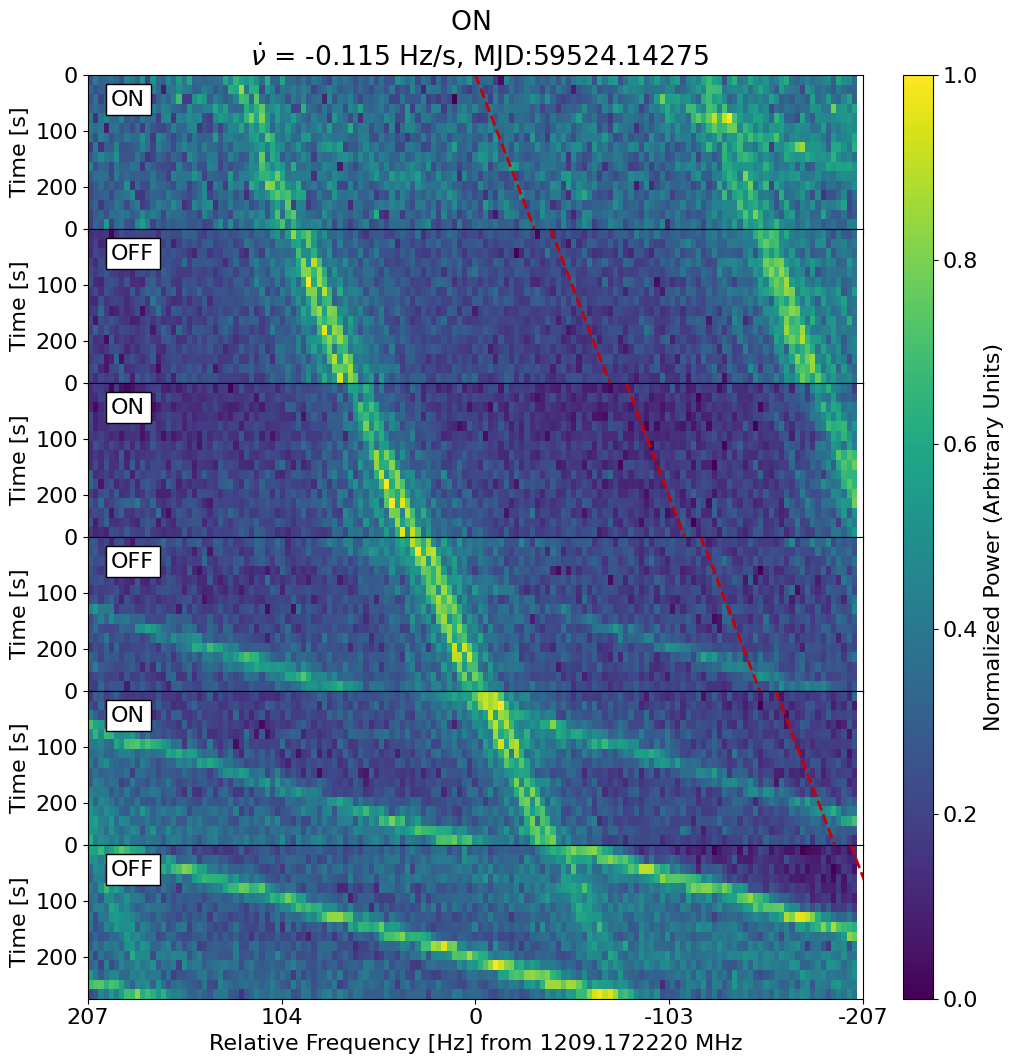 ON
ν̇ = -0.115 Hz/s, MJD:59524.14275
0
100
200
Time [s]
ON
0
100
200
Time [s]
OFF
0
100
200
Time [s]
ON
0
100
200
Time [s]
OFF
0
100
200
Time [s]
ON
0
100
200
Time [s]
OFF
207 104 0 -103 -207
Relative Frequency [Hz] from 1209.172220 MHz
1.0
0.8
0.6
0.4
0.2
0.0
Normalized Power (Arbitrary Units)